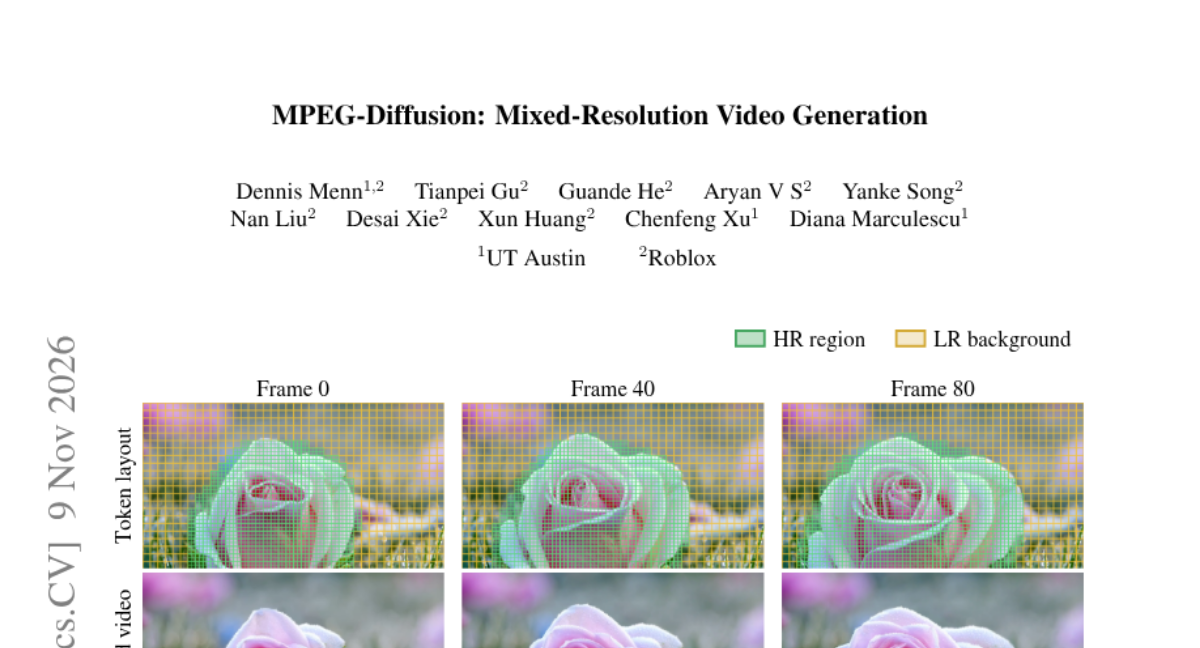 MPEG-Diffusion: Mixed-Resolution Video Generation
Dennis Menn1,2 Tianpei Gu2 Guande He2 Aryan V S2 Yanke Song2
Nan Liu2 Desai Xie2 Xun Huang2 Chenfeng Xu1 Diana Marculescu1
1UT Austin 2Roblox
HR region LR background
Frame 0 Frame 40 Frame 80
Token layout
d video
cs.CV] 9 Nov 2026